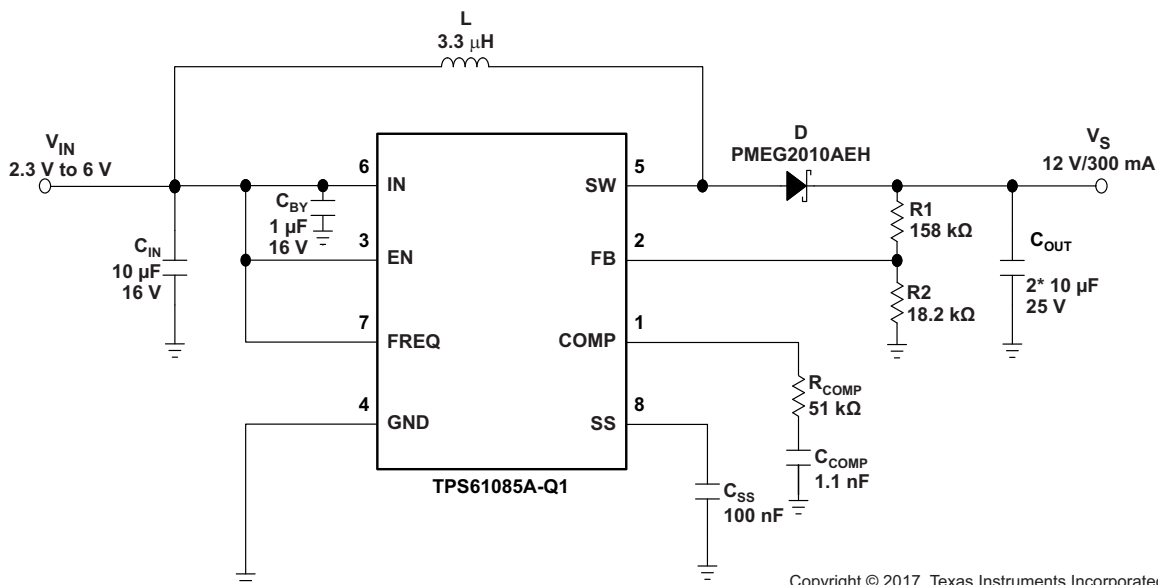 L
3.3 µH
V_IN
2.3 V to 6 V
D
PMEG2010AEH
V_S
12 V/300 mA
6
IN
SW
5
C_BY
1 µF
16 V
R1
158 kΩ
C_IN
10 µF
16 V
3
EN
FB
2
C_OUT
2* 10 µF
25 V
R2
18.2 kΩ
7
FREQ
COMP
1
R_COMP
51 kΩ
4
GND
SS
8
C_COMP
1.1 nF
TPS61085A-Q1
C_SS
100 nF
Copyright © 2017, Texas Instruments Incorporated